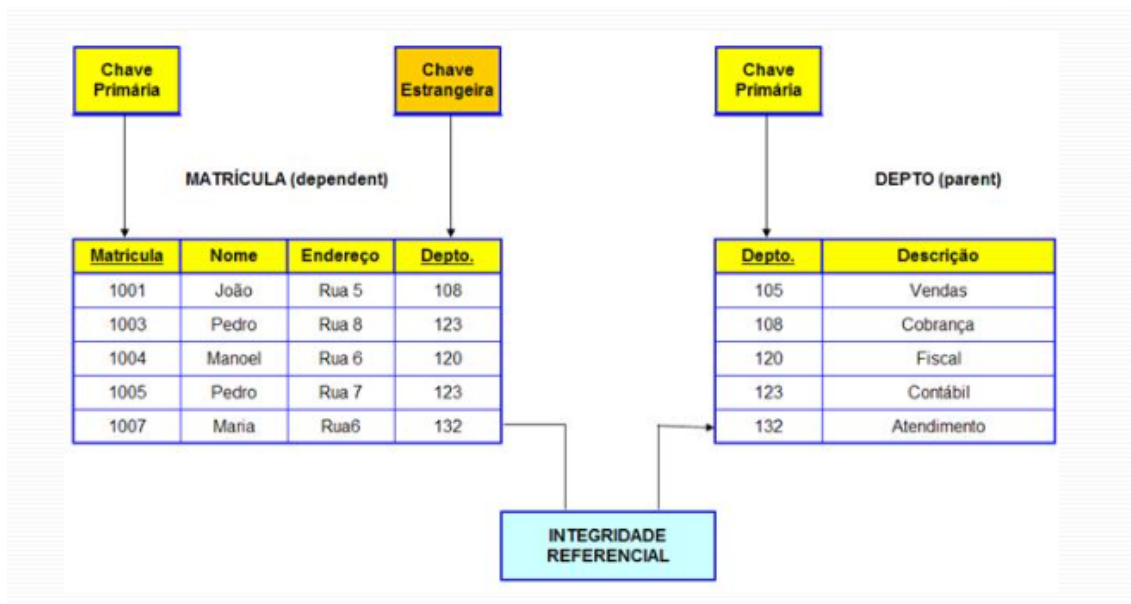 Chave
Primária
Chave
Estrangeira
Chave
Primária
MATRÍCULA (dependent)
DEPTO (parent)
Matricula Nome Endereço Depto.
1001 João Rua 5 108
1003 Pedro Rua 8 123
1004 Manoel Rua 6 120
1005 Pedro Rua 7 123
1007 Maria Rua6 132
Depto. Descrição
105 Vendas
108 Cobrança
120 Fiscal
123 Contábil
132 Atendimento
INTEGRIDADE
REFERENCIAL